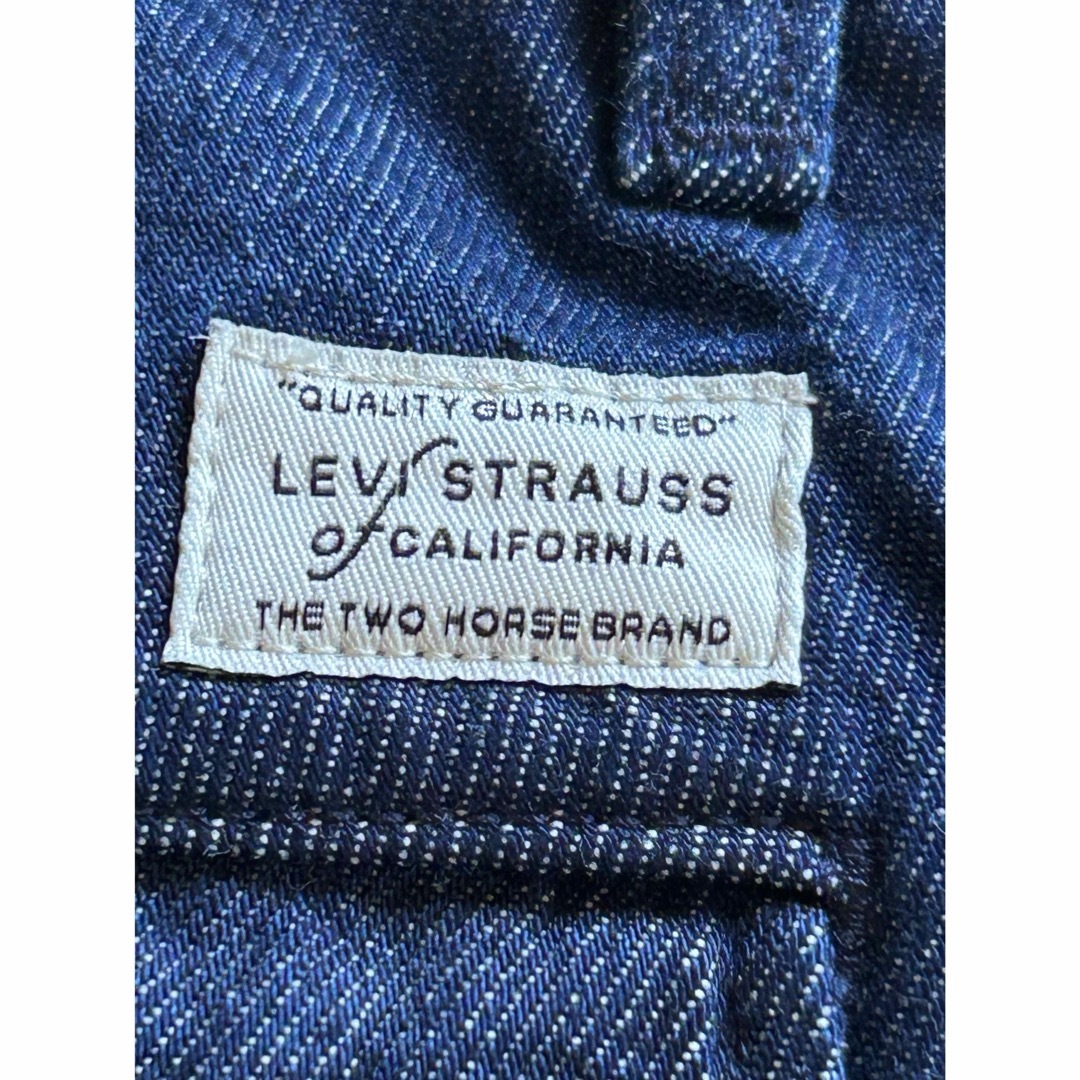 "QUALITY GUARANTEED"
LEVI STRAUSS
of CALIFORNIA
THE TWO HORSE BRAND